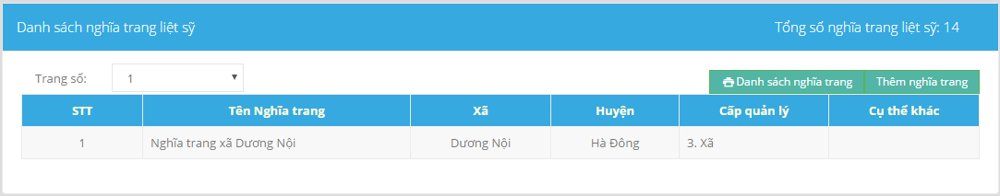 Danh sách nghĩa trang liệt sỹ Tổng số nghĩa trang liệt sỹ: 14
Trang số: 1 Danh sách nghĩa trang Thêm nghĩa trang
STT Tên Nghĩa trang Xã Huyện Cấp quản lý Cụ thể khác
1 Nghĩa trang xã Dương Nội Dương Nội Hà Đông 3. Xã